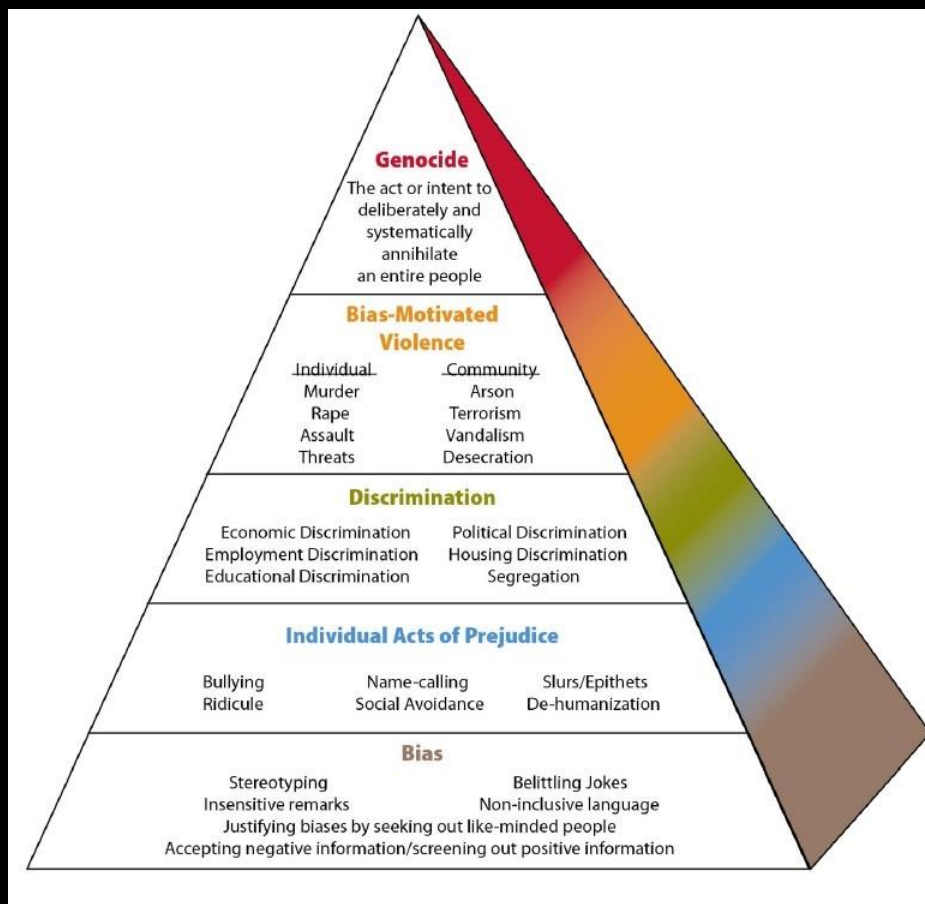 Genocide
The act or intent to
deliberately and
systematically
annihilate
an entire people
Bias-Motivated
Violence
Individual Community
Murder Arson
Rape Terrorism
Assault Vandalism
Threats Desecration
Discrimination
Economic Discrimination Political Discrimination
Employment Discrimination Housing Discrimination
Educational Discrimination Segregation
Individual Acts of Prejudice
Bullying Name-calling Slurs/Epithets
Ridicule Social Avoidance De-humanization
Bias
Stereotyping Belittling Jokes
Insensitive remarks Non-inclusive language
Justifying biases by seeking out like-minded people
Accepting negative information/screening out positive information